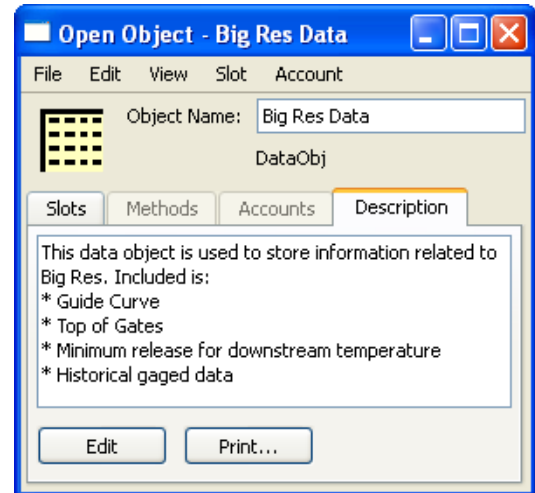 Open Object - Big Res Data
File Edit View Slot Account
Object Name: Big Res Data
DataObj
Slots Methods Accounts Description
This data object is used to store information related to
Big Res. Included is:
* Guide Curve
* Top of Gates
* Minimum release for downstream temperature
* Historical gaged data
Edit Print...